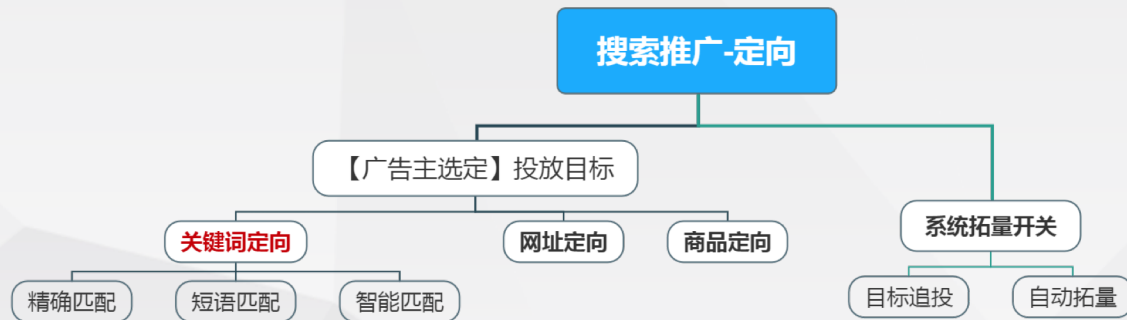 搜索推广-定向
【广告主选定】投放目标
关键词定向
网址定向
商品定向
系统拓量开关
精确匹配
短语匹配
智能匹配
目标追投
自动拓量